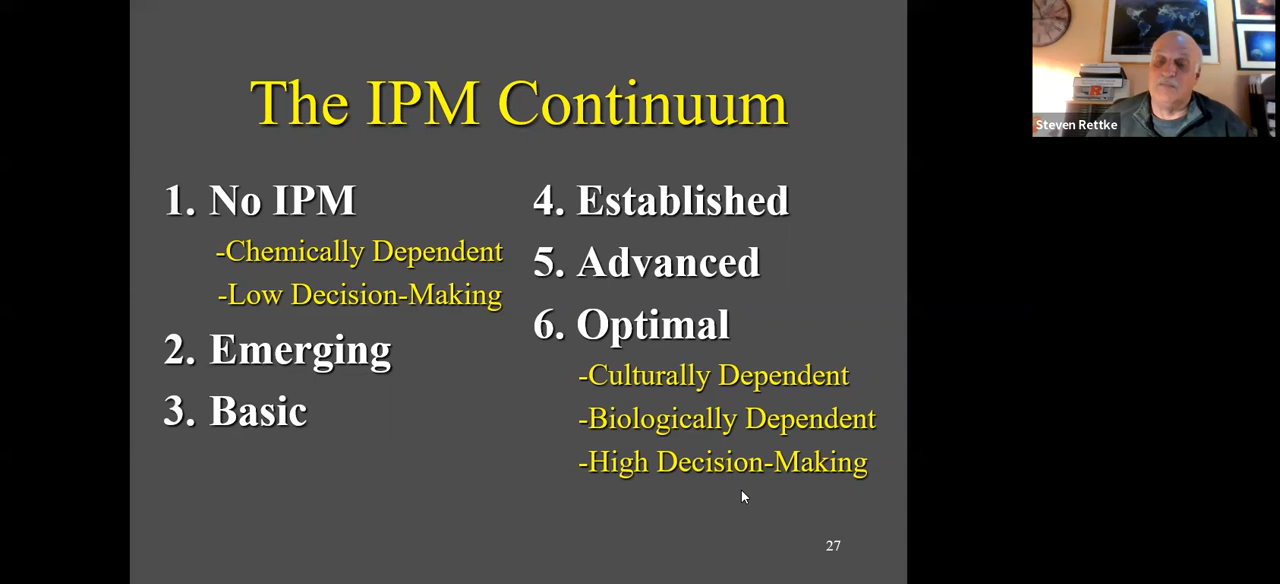 The IPM Continuum
1. No IPM
-Chemically Dependent
-Low Decision-Making
2. Emerging
3. Basic
4. Established
5. Advanced
6. Optimal
-Culturally Dependent
-Biologically Dependent
-High Decision-Making
27
Steven Rettke